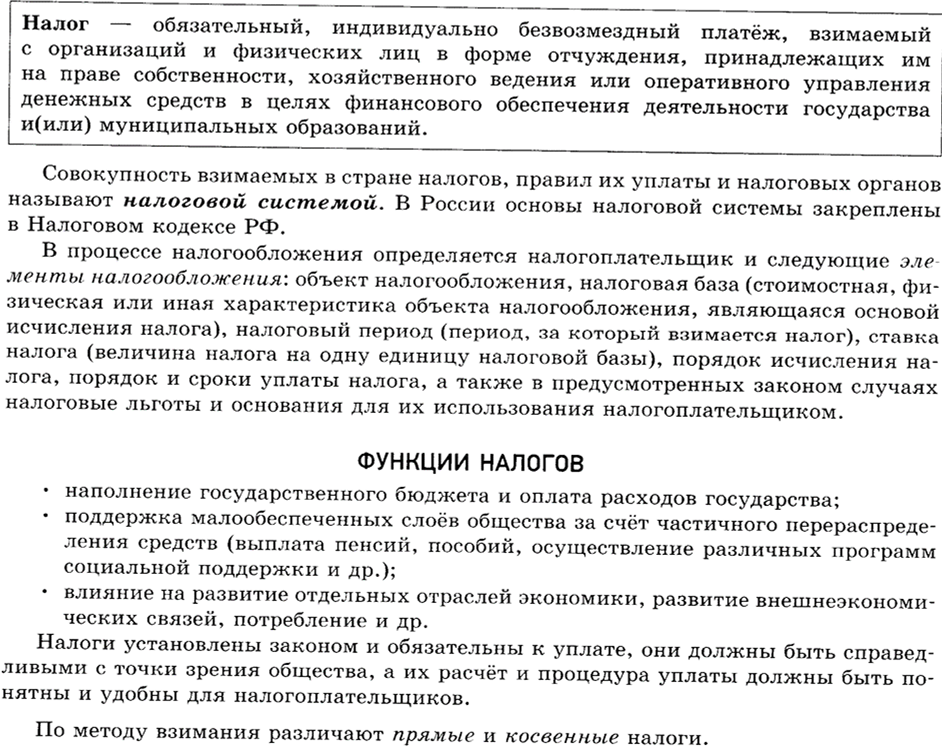 Налог — обязательный, индивидуально безвозмездный платёж, взимаемый
с организаций и физических лиц в форме отчуждения, принадлежащих им
на праве собственности, хозяйственного ведения или оперативного управления
денежных средств в целях финансового обеспечения деятельности государства
и(или) муниципальных образований.
Совокупность взимаемых в стране налогов, правил их уплаты и налоговых органов
называют налоговой системой. В России основы налоговой системы закреплены
в Налоговом кодексе РФ.
В процессе налогообложения определяется налогоплательщик и следующие эле-
менты налогообложения: объект налогообложения, налоговая база (стоимостная, фи-
зическая или иная характеристика объекта налогообложения, являющаяся основой
исчисления налога), налоговый период (период, за который взимается налог), ставка
налога (величина налога на одну единицу налоговой базы), порядок исчисления на-
лога, порядок и сроки уплаты налога, а также в предусмотренных законом случаях
налоговые льготы и основания для их использования налогоплательщиком.
ФУНКЦИИ НАЛОГОВ
• наполнение государственного бюджета и оплата расходов государства;
• поддержка малообеспеченных слоёв общества за счёт частичного перераспреде-
ления средств (выплата пенсий, пособий, осуществление различных программ
социальной поддержки и др.);
• влияние на развитие отдельных отраслей экономики, развитие внешнеэкономи-
ческих связей, потребление и др.
Налоги установлены законом и обязательны к уплате, они должны быть справед-
ливыми с точки зрения общества, а их расчёт и процедура уплаты должны быть по-
нятны и удобны для налогоплательщиков.
По методу взимания различают прямые и косвенные налоги.